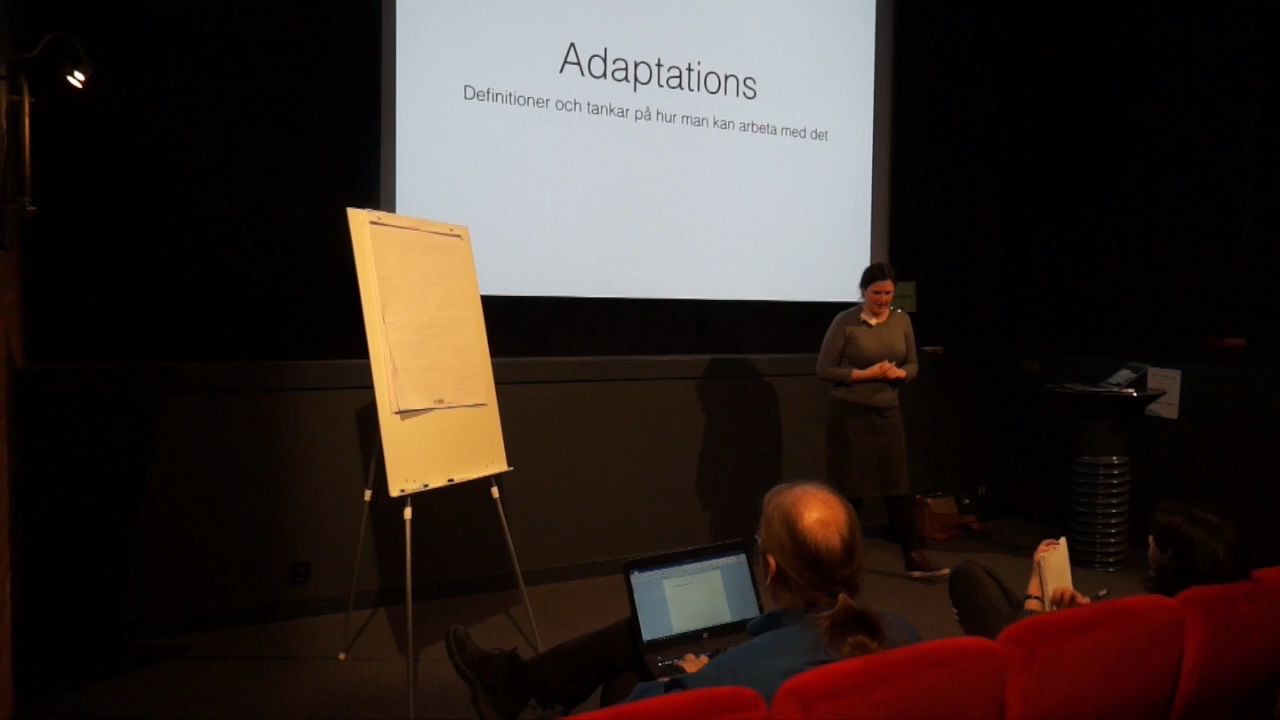 Adaptations
Definitioner och tankar på hur man kan arbeta med det